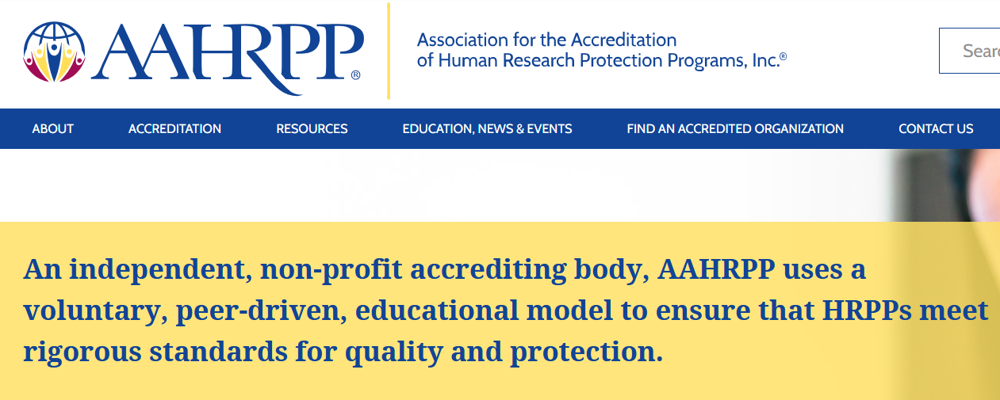 AAHRPP®
Association for the Accreditation
of Human Research Protection Programs, Inc.®
ABOUT ACCREDITATION RESOURCES EDUCATION, NEWS & EVENTS FIND AN ACCREDITED ORGANIZATION CONTACT US
An independent, non-profit accrediting body, AAHRPP uses a
voluntary, peer-driven, educational model to ensure that HRPPs meet
rigorous standards for quality and protection.